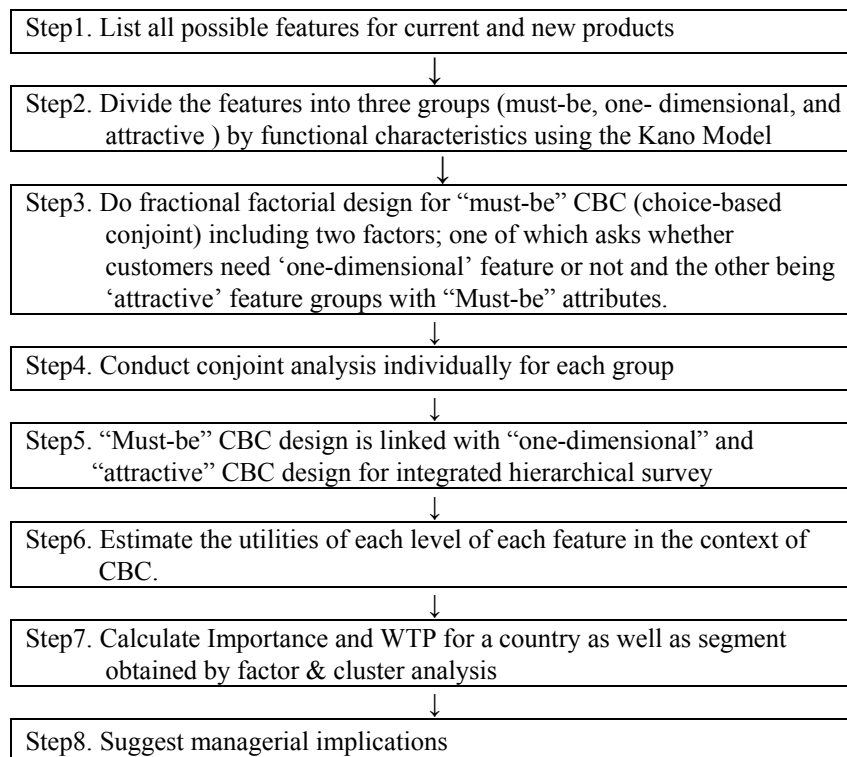 Step1. List all possible features for current and new products
Step2. Divide the features into three groups (must-be, one- dimensional, and
attractive ) by functional characteristics using the Kano Model
Step3. Do fractional factorial design for “must-be” CBC (choice-based
conjoint) including two factors; one of which asks whether
customers need ‘one-dimensional’ feature or not and the other being
‘attractive’ feature groups with “Must-be” attributes.
Step4. Conduct conjoint analysis individually for each group
Step5. “Must-be” CBC design is linked with “one-dimensional” and
“attractive” CBC design for integrated hierarchical survey
Step6. Estimate the utilities of each level of each feature in the context of
CBC.
Step7. Calculate Importance and WTP for a country as well as segment
obtained by factor & cluster analysis
Step8. Suggest managerial implications